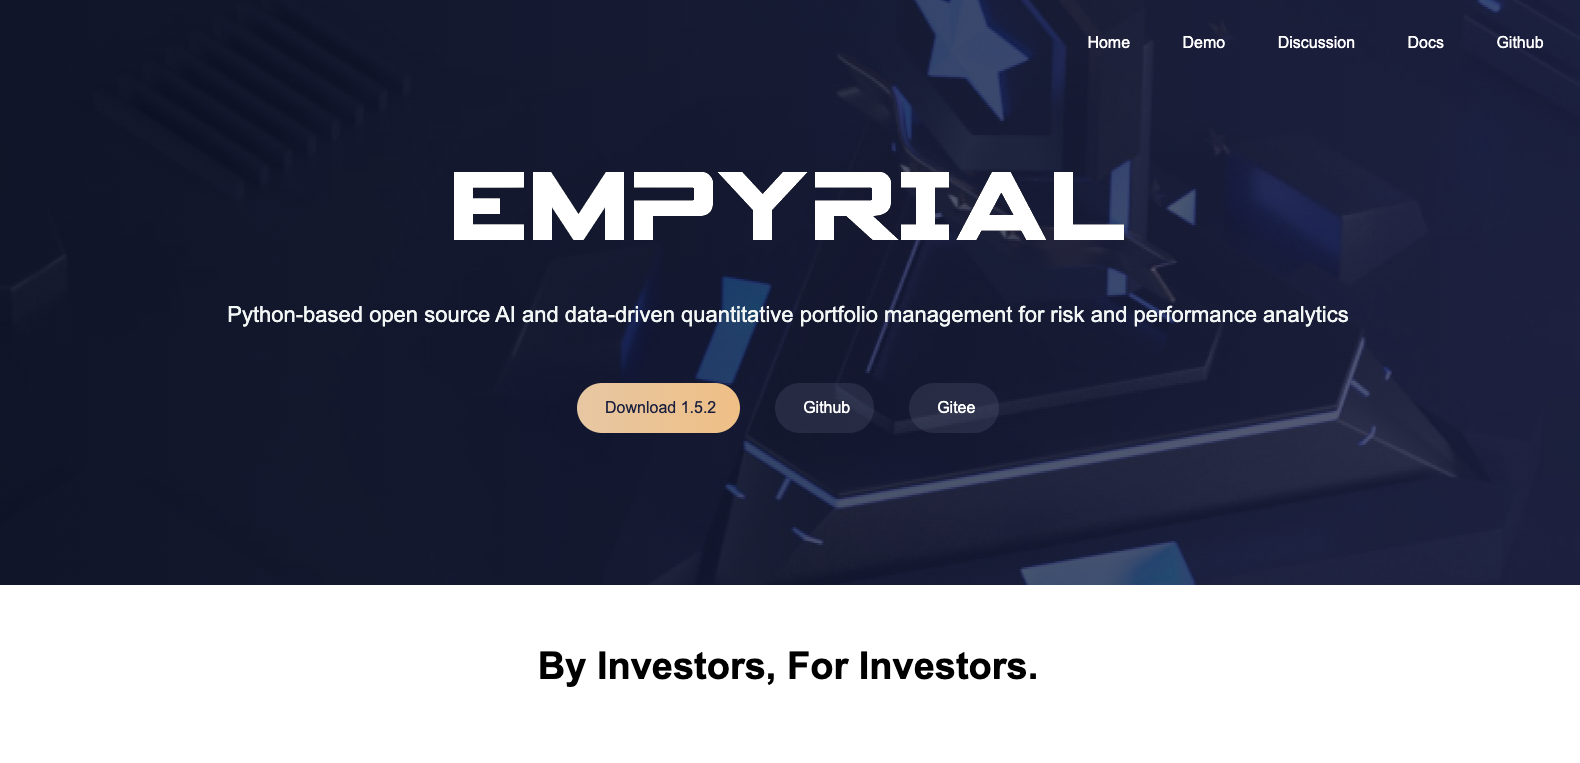 Home Demo Discussion Docs Github
EMPYRIAL
Python-based open source AI and data-driven quantitative portfolio management for risk and performance analytics
Download 1.5.2 Github Gitee
By Investors, For Investors.